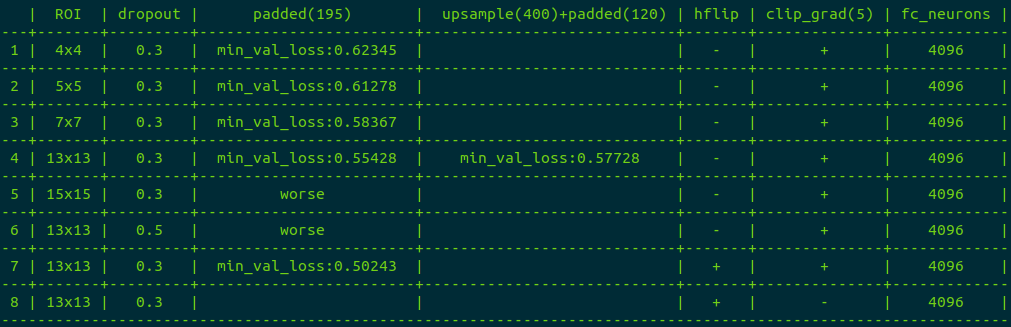 | ROI | dropout | padded(195) | upsample(400)+padded(120) | hflip | clip_grad(5) | fc_neurons |
---+-------+---------+------------------------+----------------------------+-------+--------------+-------------
1 | 4x4 | 0.3 | min_val_loss:0.62345 | | - | + | 4096 |
---+-------+---------+------------------------+----------------------------+-------+--------------+-------------
2 | 5x5 | 0.3 | min_val_loss:0.61278 | | - | + | 4096 |
---+-------+---------+------------------------+----------------------------+-------+--------------+-------------
3 | 7x7 | 0.3 | min_val_loss:0.58367 | | - | + | 4096 |
---+-------+---------+------------------------+----------------------------+-------+--------------+-------------
4 | 13x13 | 0.3 | min_val_loss:0.55428 | min_val_loss:0.57728 | - | + | 4096 |
---+-------+---------+------------------------+----------------------------+-------+--------------+-------------
5 | 15x15 | 0.3 | worse | | - | + | 4096 |
---+-------+---------+------------------------+----------------------------+-------+--------------+-------------
6 | 13x13 | 0.5 | worse | | - | + | 4096 |
---+-------+---------+------------------------+----------------------------+-------+--------------+-------------
7 | 13x13 | 0.3 | min_val_loss:0.50243 | | + | + | 4096 |
---+-------+---------+------------------------+----------------------------+-------+--------------+-------------
8 | 13x13 | 0.3 | | | + | - | 4096 |
----------------------------------------------------------------------------------------------------------------